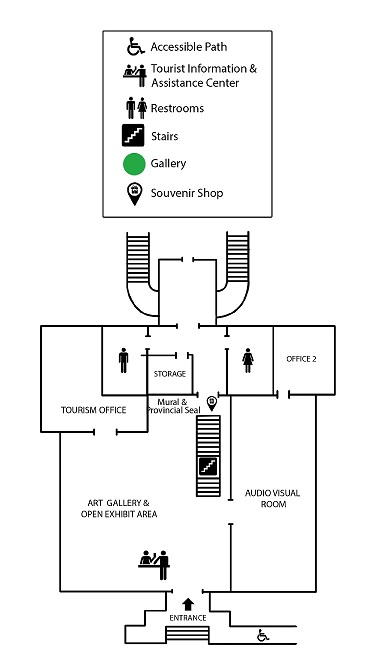 Accessible Path
Tourist Information &
Assistance Center
Restrooms
Stairs
Gallery
Souvenir Shop
OFFICE 2
STORAGE
Mural &
Provincial Seal
TOURISM OFFICE
ART GALLERY &
OPEN EXHIBIT AREA
AUDIO VISUAL
ROOM
ENTRANCE